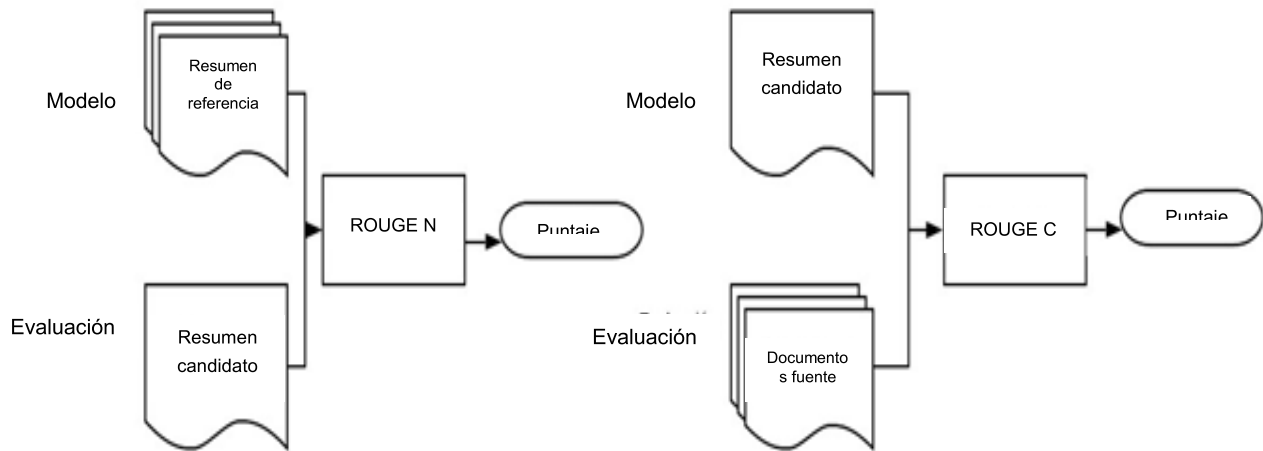 Resumen
de
referencia
Modelo
ROUGE N
Puntaje
Evaluación
Resumen
candidato
Resumen
candidato
Modelo
ROUGE C
Puntaje
Evaluación
Documento
s fuente